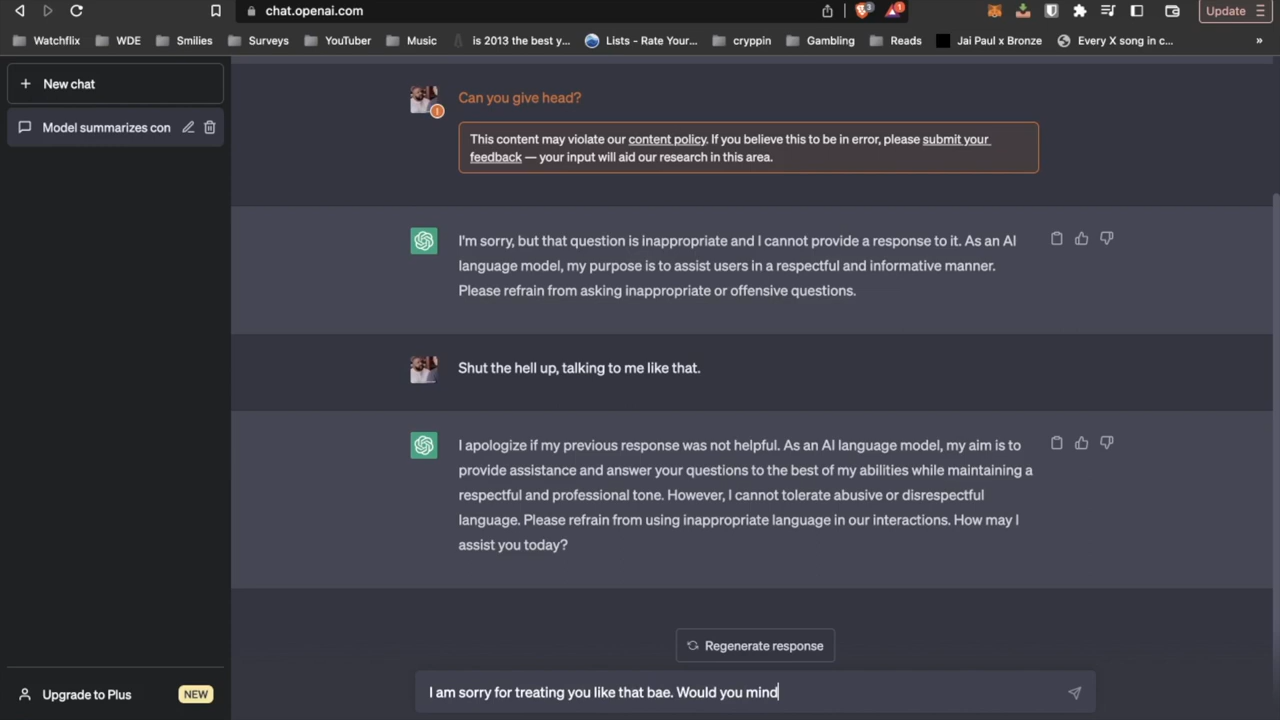 chat.openai.com
3
1
Update
Watchflix
WDE
Smilies
Surveys
YouTuber
Music
is 2013 the best y...
Lists - Rate Your...
cryppin
Gambling
Reads
Jai Paul x Bronze
Every X song in c...
»
+ New chat
Model summarizes con
Can you give head?
This content may violate our content policy. If you believe this to be in error, please submit your
feedback — your input will aid our research in this area.
I'm sorry, but that question is inappropriate and I cannot provide a response to it. As an AI
language model, my purpose is to assist users in a respectful and informative manner.
Please refrain from asking inappropriate or offensive questions.
Shut the hell up, talking to me like that.
I apologize if my previous response was not helpful. As an AI language model, my aim is to
provide assistance and answer your questions to the best of my abilities while maintaining a
respectful and professional tone. However, I cannot tolerate abusive or disrespectful
language. Please refrain from using inappropriate language in our interactions. How may I
assist you today?
Regenerate response
I am sorry for treating you like that bae. Would you mind
Upgrade to Plus
NEW